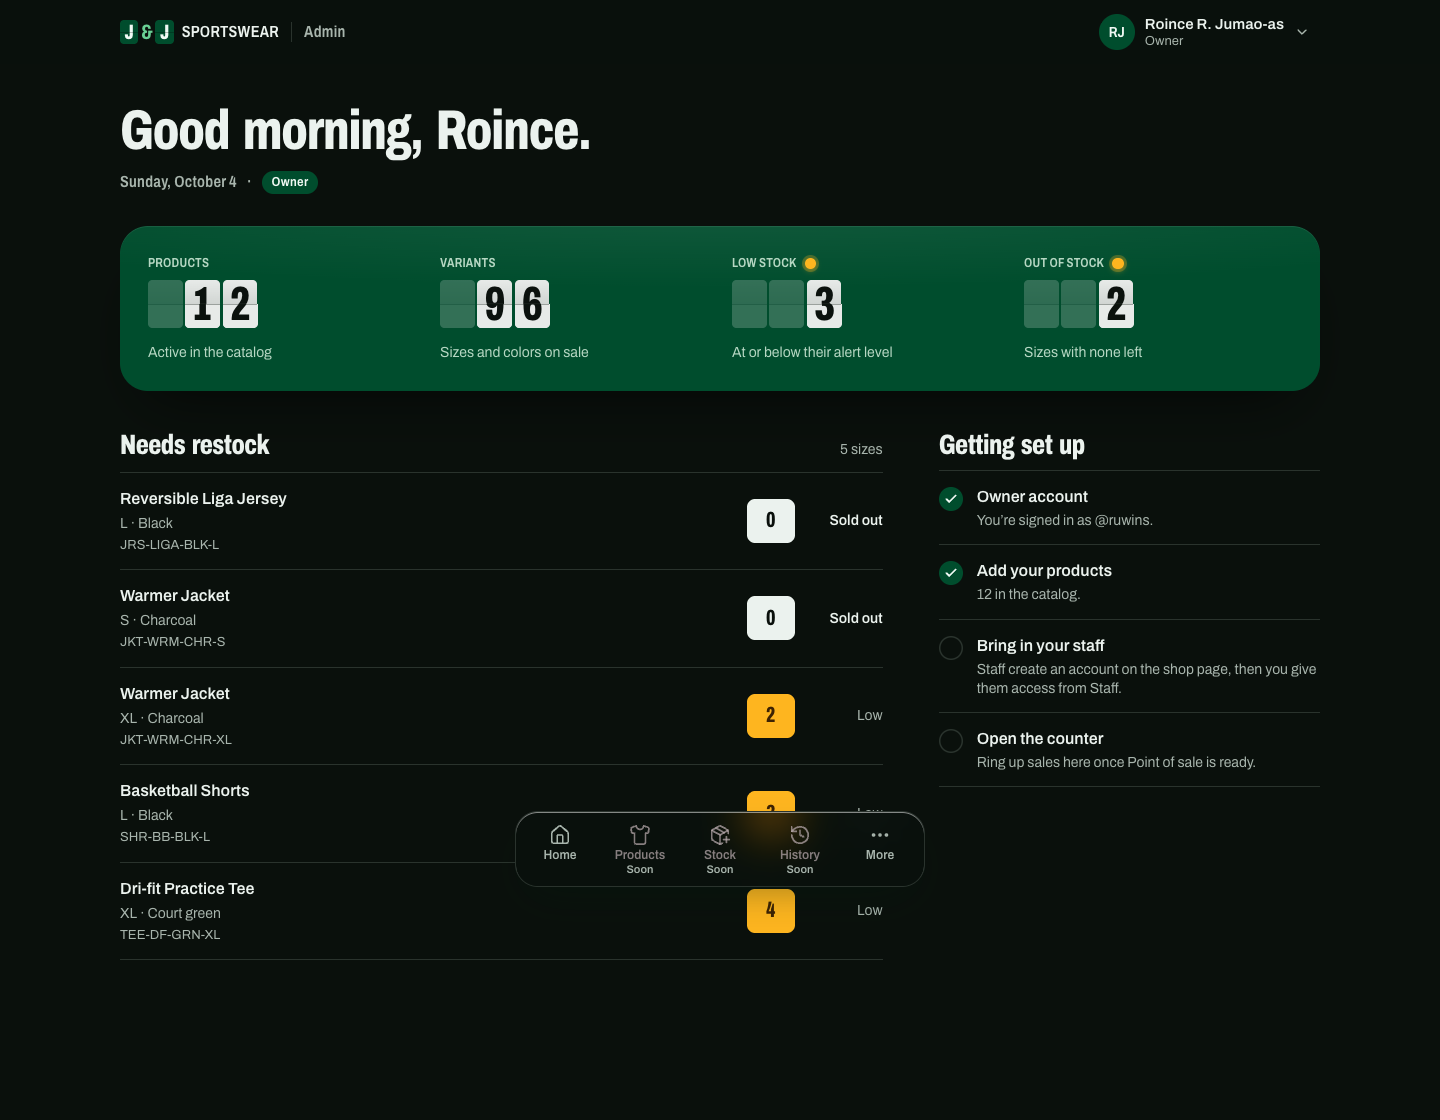 J & J SPORTSWEAR Admin
RJ Roince R. Jumao-as
Owner
Good morning, Roince.
Sunday, October 4 · Owner
PRODUCTS
12
Active in the catalog
VARIANTS
96
Sizes and colors on sale
LOW STOCK
3
At or below their alert level
OUT OF STOCK
2
Sizes with none left
Needs restock
5 sizes
Reversible Liga Jersey
L · Black
JRS-LIGA-BLK-L
0 Sold out
Warmer Jacket
S · Charcoal
JKT-WRM-CHR-S
0 Sold out
Warmer Jacket
XL · Charcoal
JKT-WRM-CHR-XL
2 Low
Basketball Shorts
L · Black
SHR-BB-BLK-L
Dri-fit Practice Tee
XL · Court green
TEE-DF-GRN-XL
4 Low
Getting set up
Owner account
You’re signed in as @ruwins.
Add your products
12 in the catalog.
Bring in your staff
Staff create an account on the shop page, then you give
them access from Staff.
Open the counter
Ring up sales here once Point of sale is ready.
Home
Products
Soon
Stock
Soon
History
Soon
More